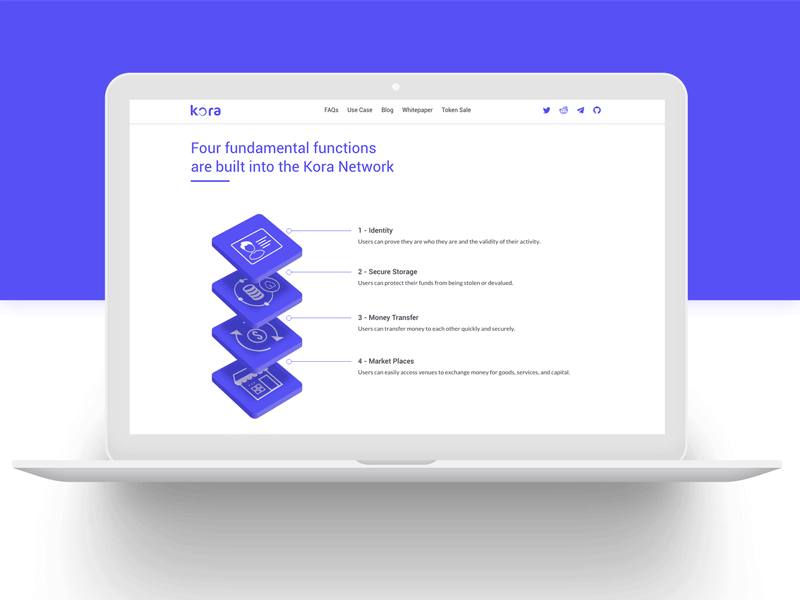 kora
FAQs Use Case Blog Whitepaper Token Sale
Four fundamental functions
are built into the Kora Network
1 - Identity
Users can prove they are who they are and the validity of their activity.
2 - Secure Storage
Users can protect their funds from being stolen or devalued.
3 - Money Transfer
Users can transfer money to each other quickly and securely.
4 - Market Places
Users can easily access venues to exchange money for goods, services, and capital.